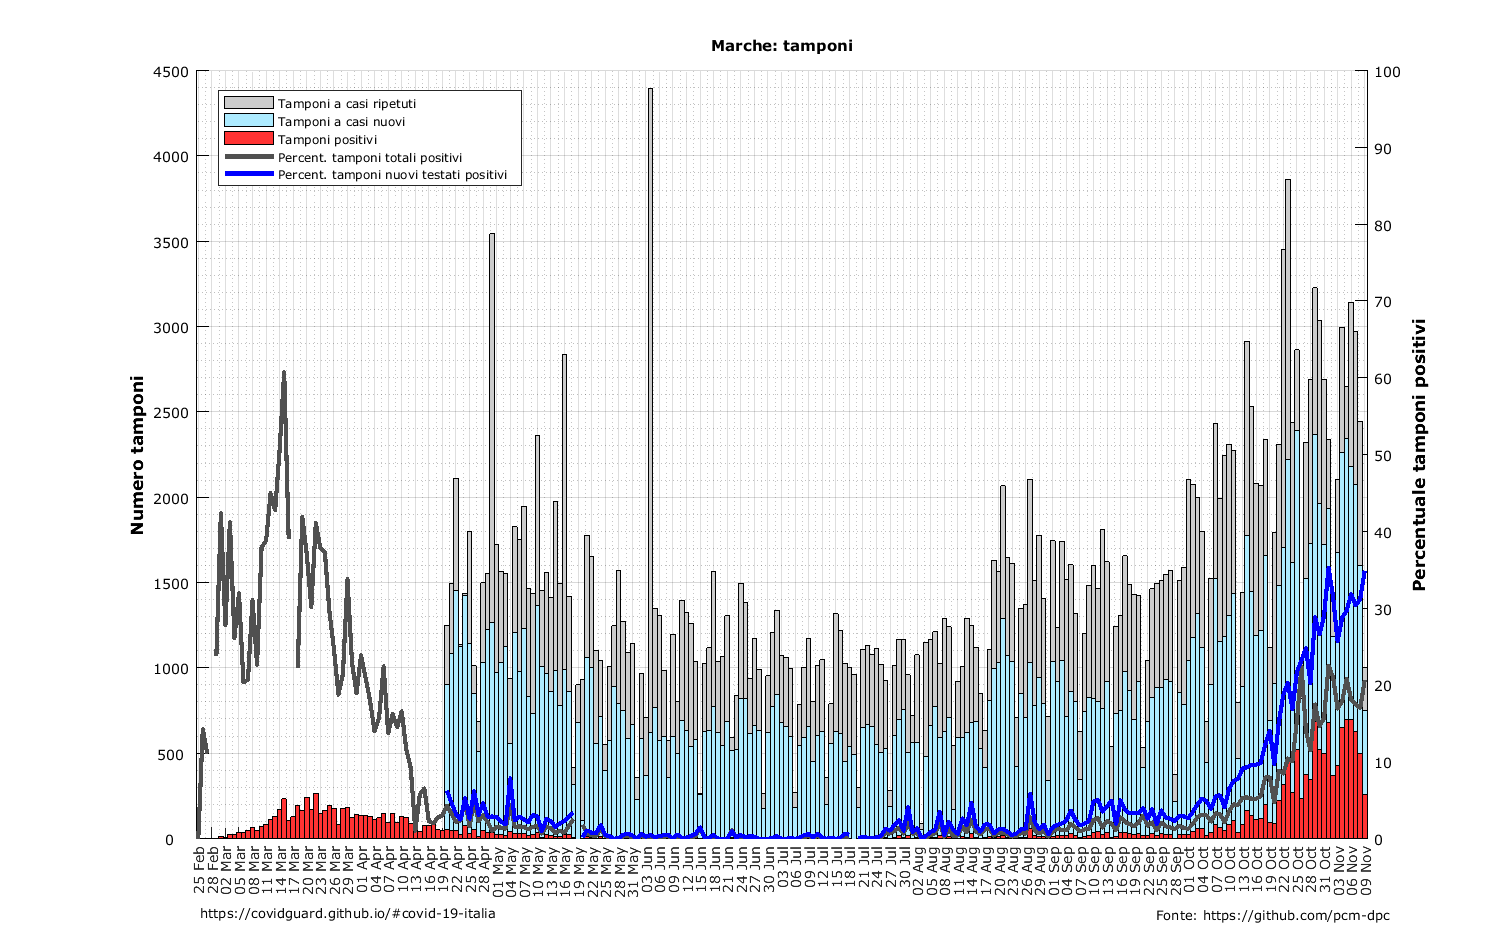 Marche: tamponi
Tamponi a casi ripetuti
Tamponi a casi nuovi
Tamponi positivi
Percent. tamponi totali positivi
Percent. tamponi nuovi testati positivi
Numero tamponi
4500
4000
3500
3000
2500
2000
1500
1000
500
0
Percentuale tamponi positivi
100
90
80
70
60
50
40
30
20
10
0
25 Feb
28 Feb
02 Mar
05 Mar
08 Mar
11 Mar
14 Mar
17 Mar
20 Mar
23 Mar
26 Mar
29 Mar
01 Apr
04 Apr
07 Apr
10 Apr
13 Apr
16 Apr
19 Apr
22 Apr
25 Apr
28 Apr
01 May
04 May
07 May
10 May
13 May
16 May
19 May
22 May
25 May
28 May
31 May
03 Jun
06 Jun
09 Jun
12 Jun
15 Jun
18 Jun
21 Jun
24 Jun
27 Jun
30 Jun
03 Jul
06 Jul
09 Jul
12 Jul
15 Jul
18 Jul
21 Jul
24 Jul
27 Jul
30 Jul
02 Aug
05 Aug
08 Aug
11 Aug
14 Aug
17 Aug
20 Aug
23 Aug
26 Aug
29 Aug
01 Sep
04 Sep
07 Sep
10 Sep
13 Sep
16 Sep
19 Sep
22 Sep
25 Sep
28 Sep
01 Oct
04 Oct
07 Oct
10 Oct
13 Oct
16 Oct
19 Oct
22 Oct
25 Oct
28 Oct
31 Oct
03 Nov
06 Nov
09 Nov
https://covidguard.github.io/#covid-19-italia
Fonte: https://github.com/pcm-dpc